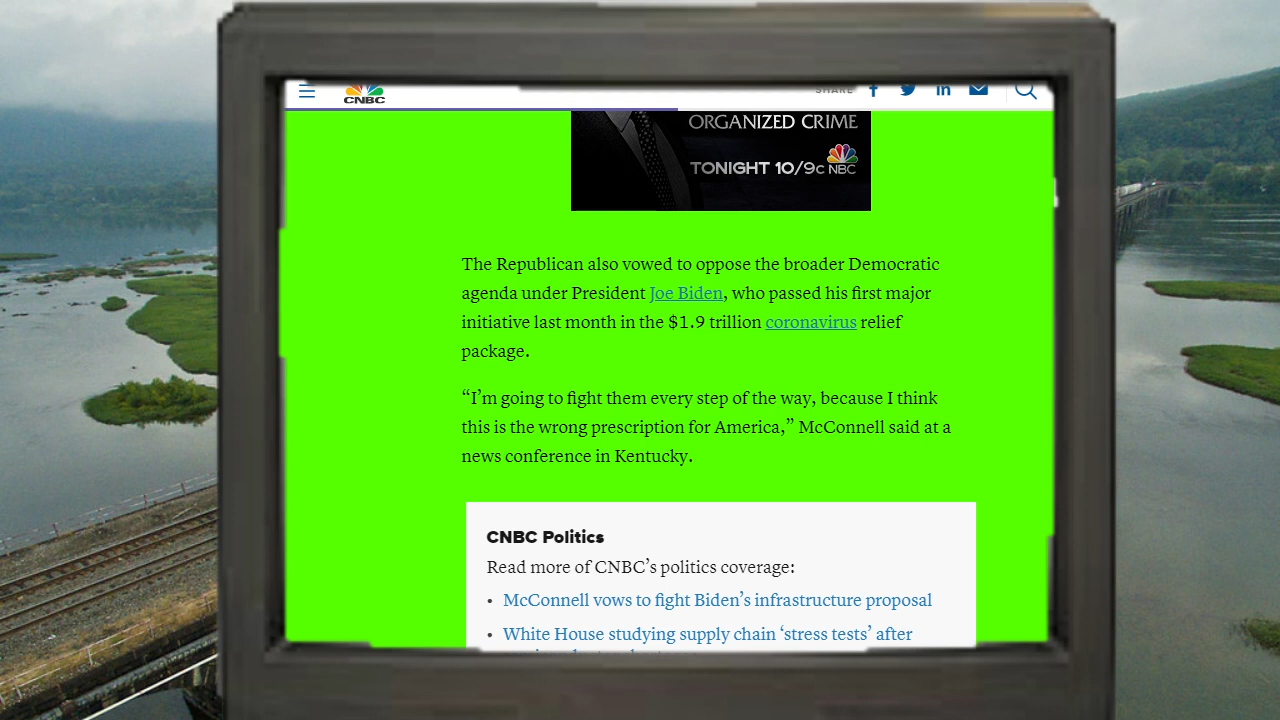 CNBC
SHARE
ORGANIZED CRIME
TONIGHT 10/9c NBC
The Republican also vowed to oppose the broader Democratic
agenda under President Joe Biden, who passed his first major
initiative last month in the $1.9 trillion coronavirus relief
package.
“I’m going to fight them every step of the way, because I think
this is the wrong prescription for America,” McConnell said at a
news conference in Kentucky.
CNBC Politics
Read more of CNBC’s politics coverage:
• McConnell vows to fight Biden’s infrastructure proposal
• White House studying supply chain ‘stress tests’ after